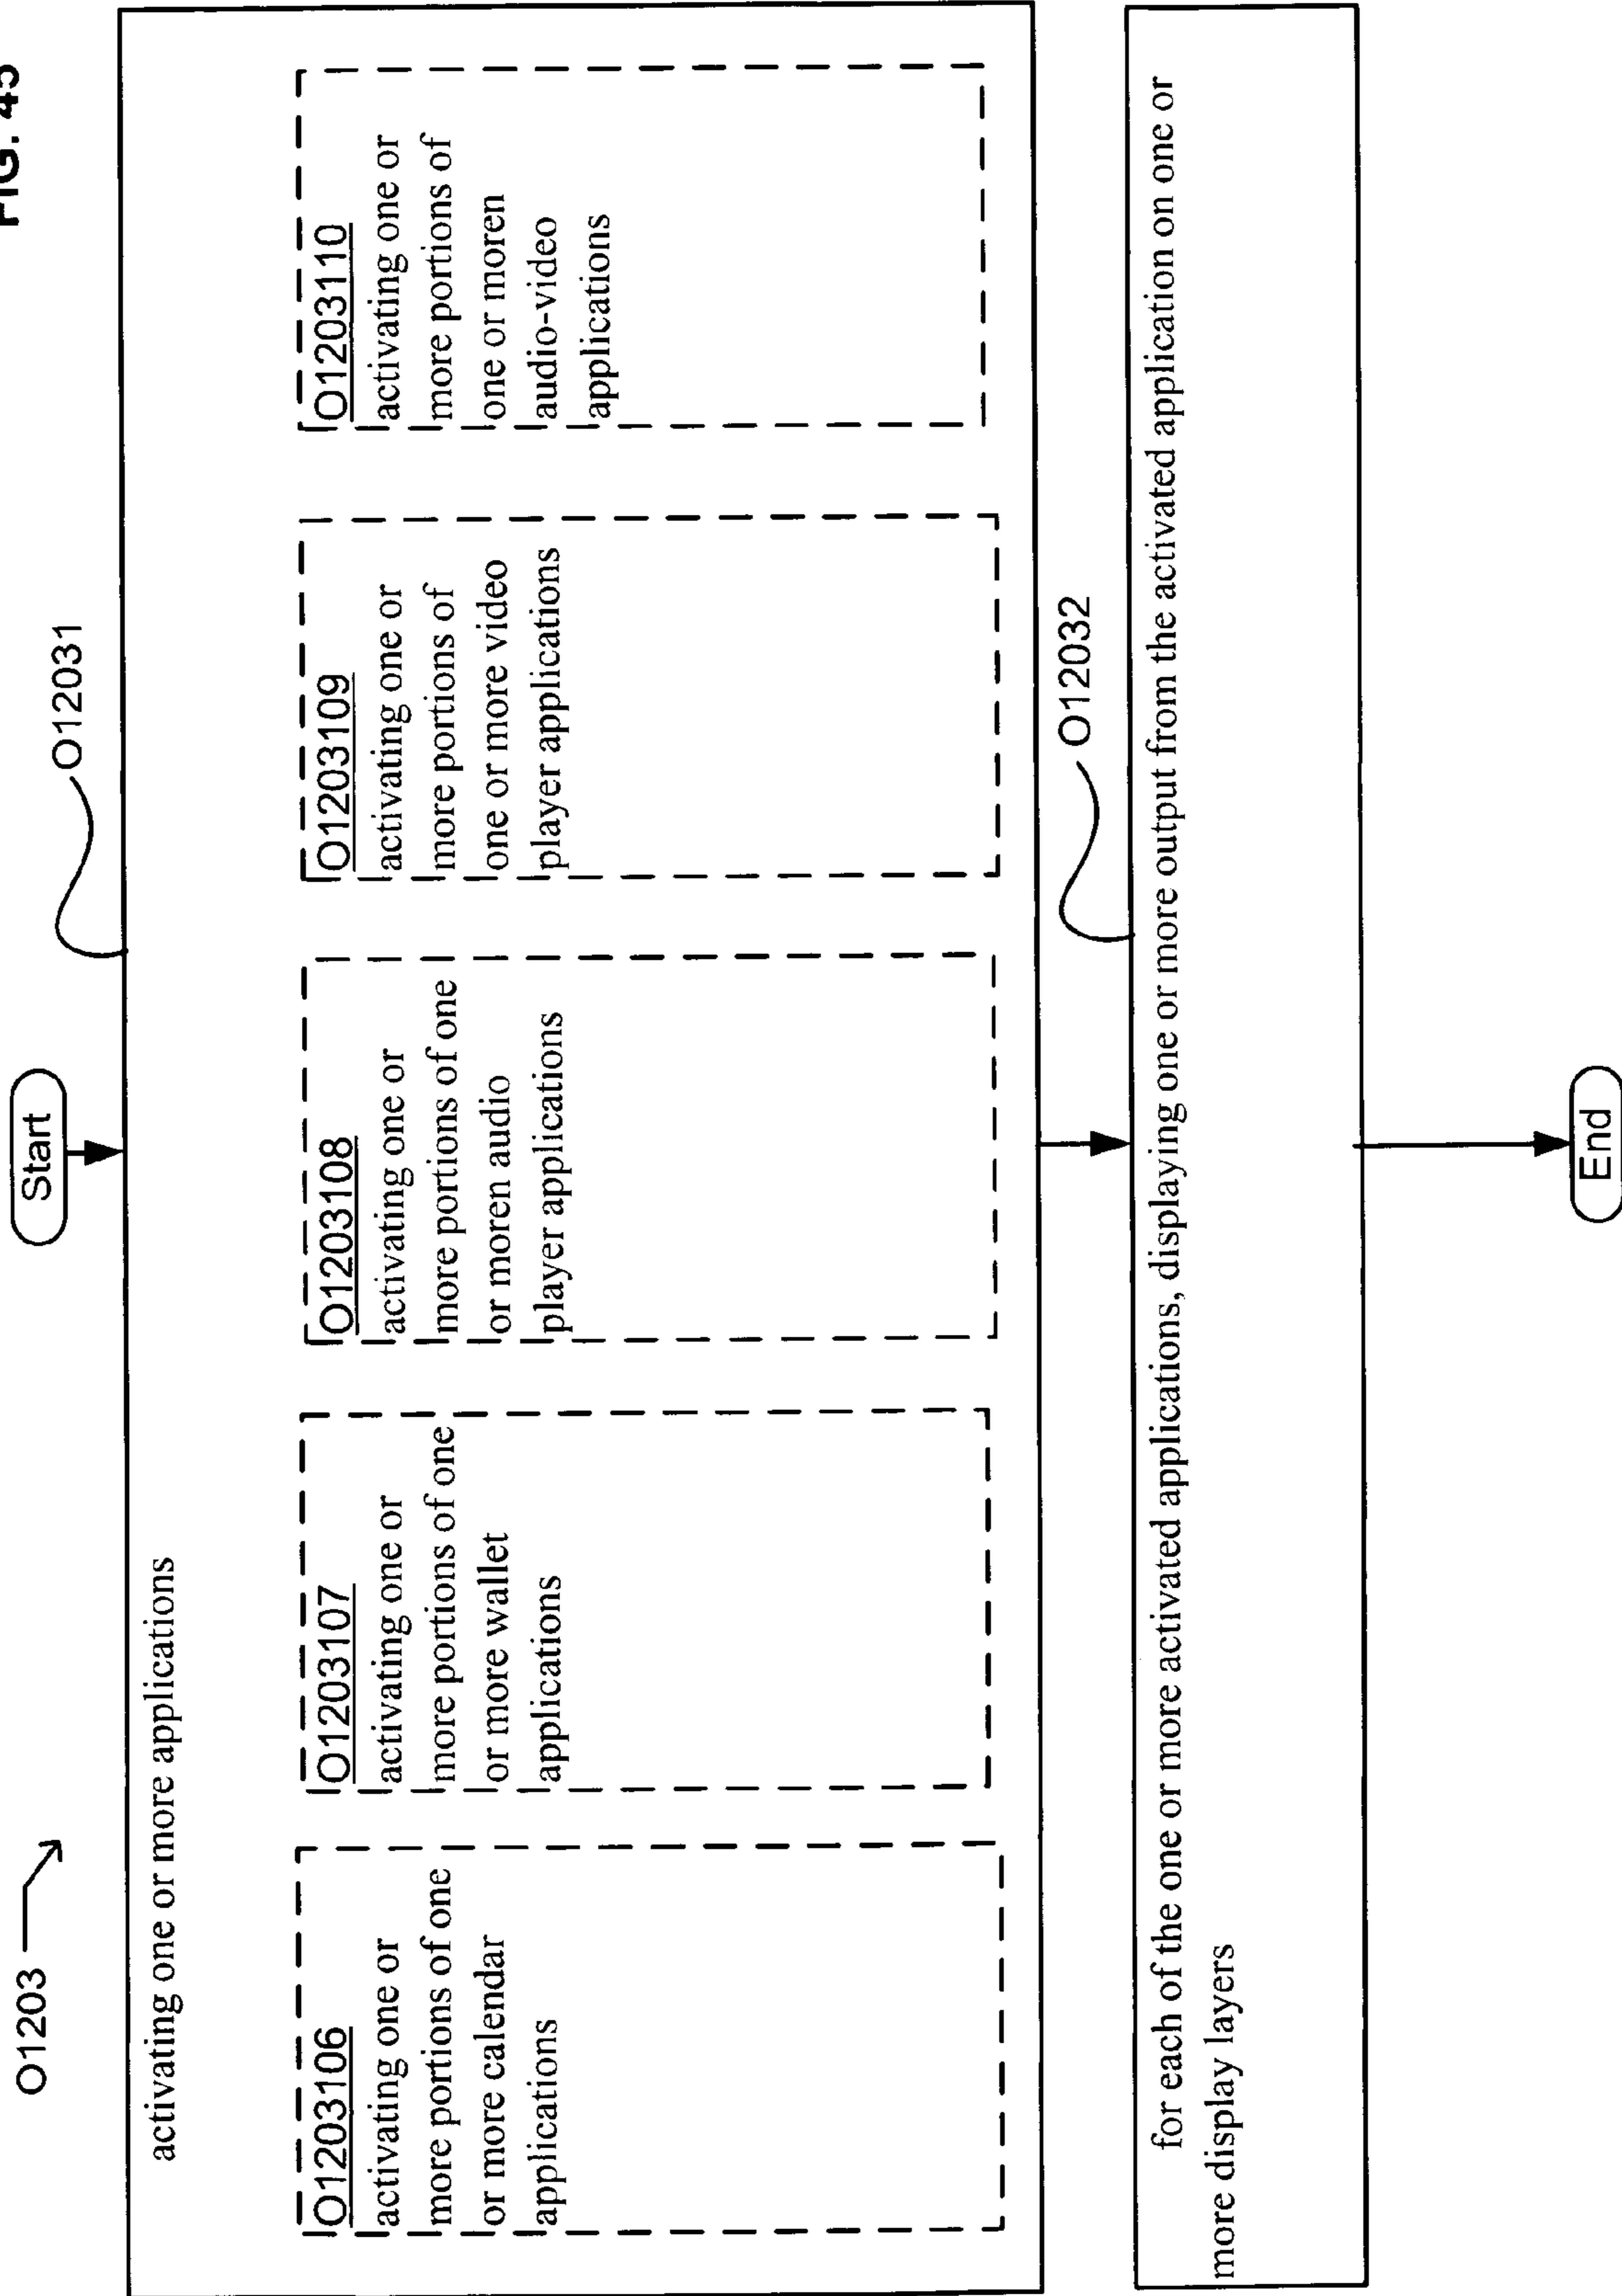 FIG. 45
O1203
Start
O12031
activating one or more applications
O1203106
activating one or
more portions of one
or more calendar
applications
O1203107
activating one or
more portions of one
or more wallet
applications
O1203108
activating one or
more portions of one
or moren audio
player applications
O1203109
activating one or
more portions of
one or more video
player applications
O1203110
activating one or
more portions of
one or moren
audio-video
applications
O12032
for each of the one or more activated applications, displaying one or more output from the activated application on one or
more display layers
End